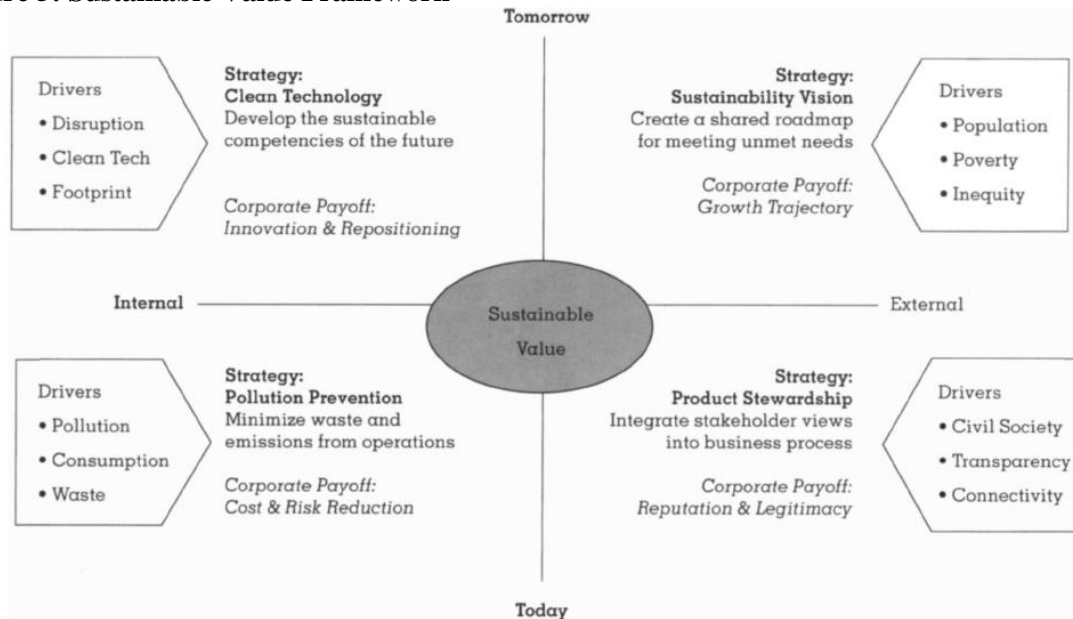 Tomorrow
Drivers
• Disruption
• Clean Tech
• Footprint
Strategy:
Clean Technology
Develop the sustainable
competencies of the future
Corporate Payoff:
Innovation & Repositioning
Strategy:
Sustainability Vision
Create a shared roadmap
for meeting unmet needs
Corporate Payoff:
Growth Trajectory
Drivers
• Population
• Poverty
• Inequity
Internal
Sustainable
Value
External
Drivers
• Pollution
• Consumption
• Waste
Strategy:
Pollution Prevention
Minimize waste and
emissions from operations
Corporate Payoff:
Cost & Risk Reduction
Strategy:
Product Stewardship
Integrate stakeholder views
into business process
Corporate Payoff:
Reputation & Legitimacy
Drivers
• Civil Society
• Transparency
• Connectivity
Today